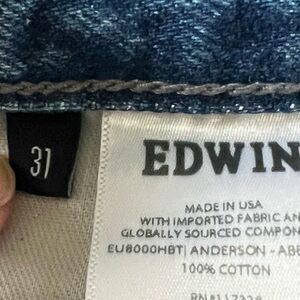 31
EDWIN
MADE IN USA
WITH IMPORTED FABRIC AN
GLOBALLY SOURCED COMPON
EU8000HBT| ANDERSON - ABE
100% COTTON